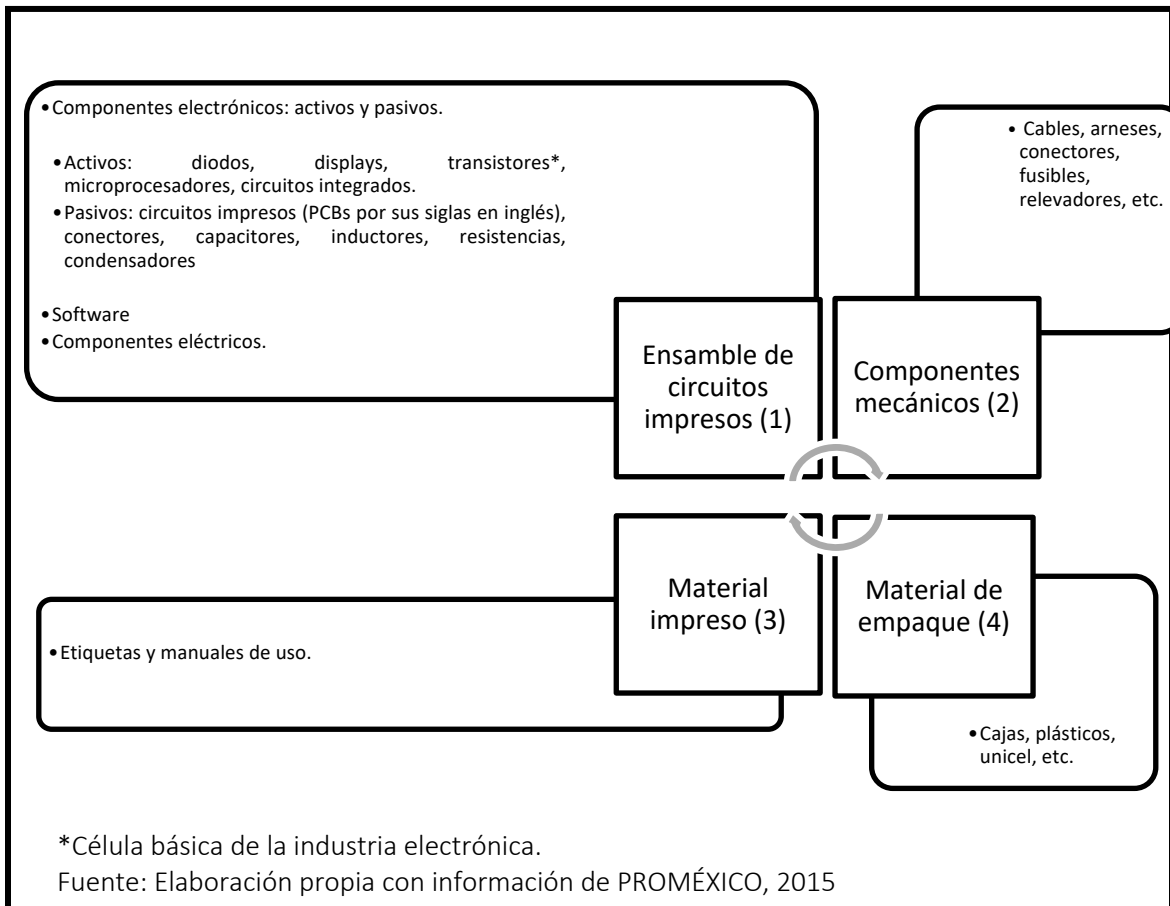 •Componentes electrónicos: activos y pasivos.
•Activos: diodos, displays, transistores*,
microprocesadores, circuitos integrados.
•Pasivos: circuitos impresos (PCBs por sus siglas en inglés),
conectores, capacitores, inductores, resistencias,
condensadores
•Software
•Componentes eléctricos.
• Cables, arneses,
conectores,
fusibles,
relevadores, etc.
Ensamble de
circuitos
impresos (1)
Componentes
mecánicos (2)
Material
impreso (3)
Material de
empaque (4)
•Etiquetas y manuales de uso.
•Cajas, plásticos,
unicel, etc.
*Célula básica de la industria electrónica.
Fuente: Elaboración propia con información de PROMÉXICO, 2015